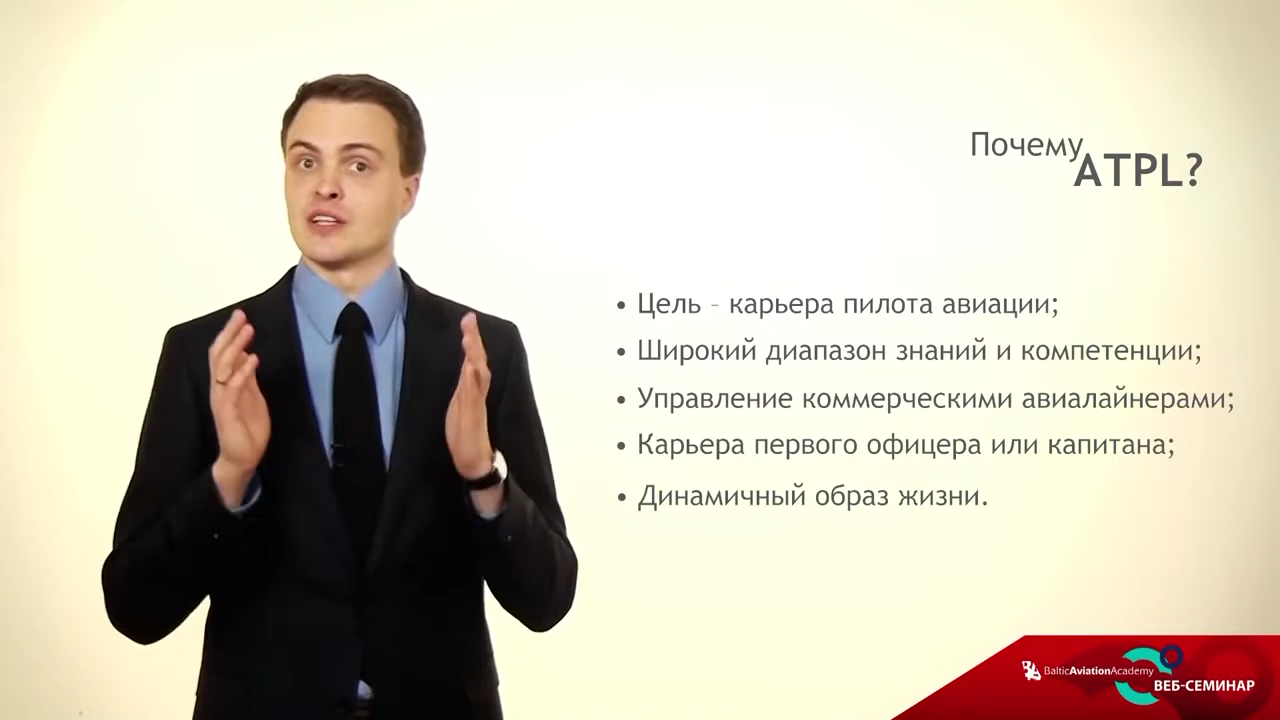 Почему
ATPL?
• Цель – карьера пилота авиации;
• Широкий диапазон знаний и компетенции;
• Управление коммерческими авиалайнерами;
• Карьера первого офицера или капитана;
• Динамичный образ жизни.
BalticAviationAcademy
ВЕБ-СЕМИНАР